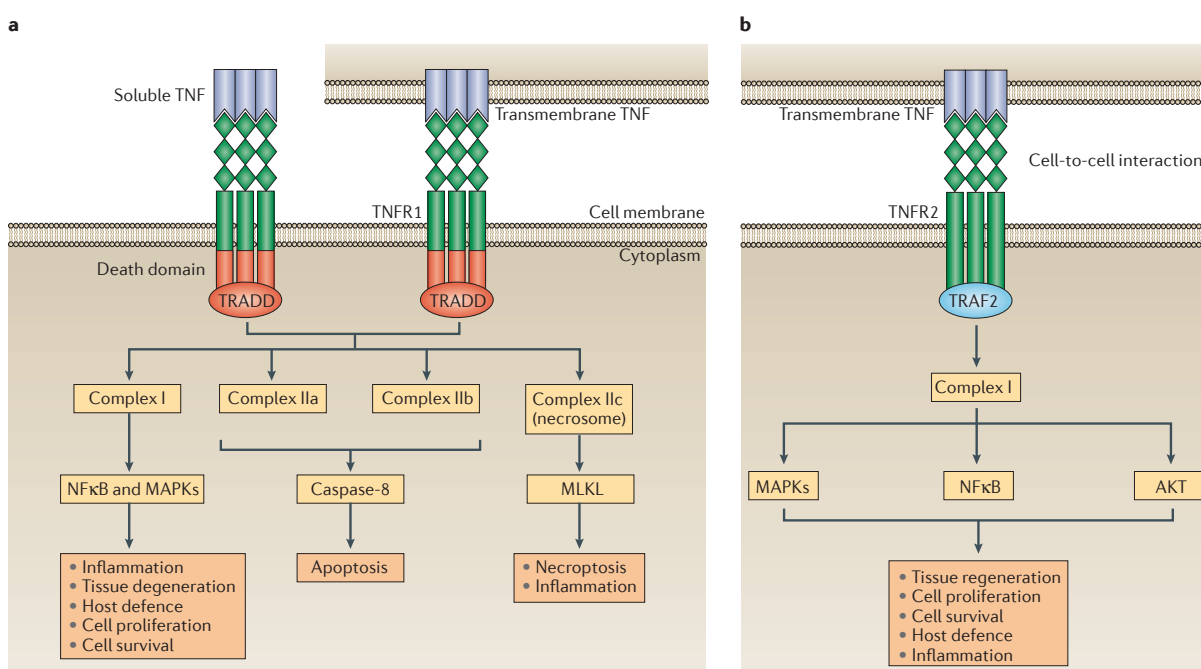 a
Soluble TNF
Transmembrane TNF
TNFR1
Cell membrane
Cytoplasm
Death domain
TRADD
TRADD
Complex I
Complex IIa
Complex IIb
Complex IIc
(necrosome)
NFκB and MAPKs
Caspase-8
MLKL
• Inflammation
• Tissue degeneration
• Host defence
• Cell proliferation
• Cell survival
Apoptosis
• Necroptosis
• Inflammation
b
Transmembrane TNF
Cell-to-cell interaction
TNFR2
TRAF2
Complex I
MAPKs
NFκB
AKT
• Tissue regeneration
• Cell proliferation
• Cell survival
• Host defence
• Inflammation